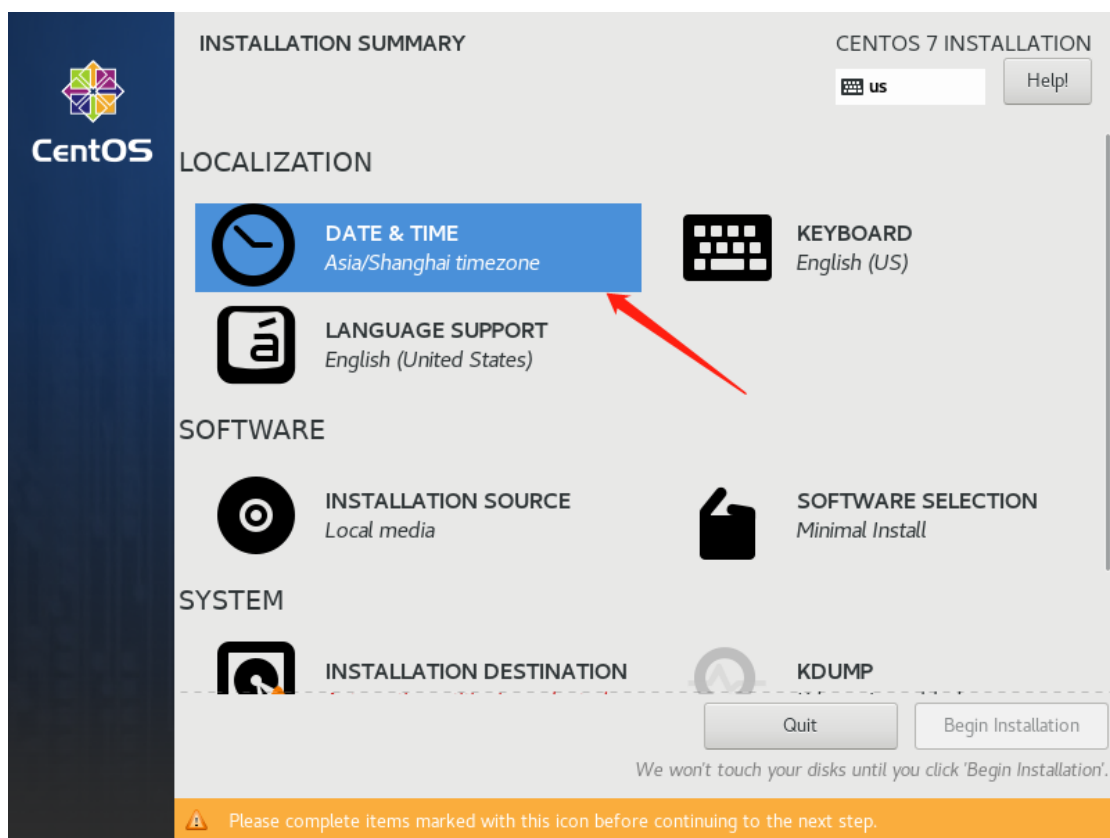 INSTALLATION SUMMARY
CENTOS 7 INSTALLATION
us
Help!
CentOS
LOCALIZATION
DATE & TIME
Asia/Shanghai timezone
KEYBOARD
English (US)
á
LANGUAGE SUPPORT
English (United States)
SOFTWARE
INSTALLATION SOURCE
Local media
SOFTWARE SELECTION
Minimal Install
SYSTEM
INSTALLATION DESTINATION
KDUMP
Quit
Begin Installation
We won't touch your disks until you click 'Begin Installation'.
Please complete items marked with this icon before continuing to the next step.